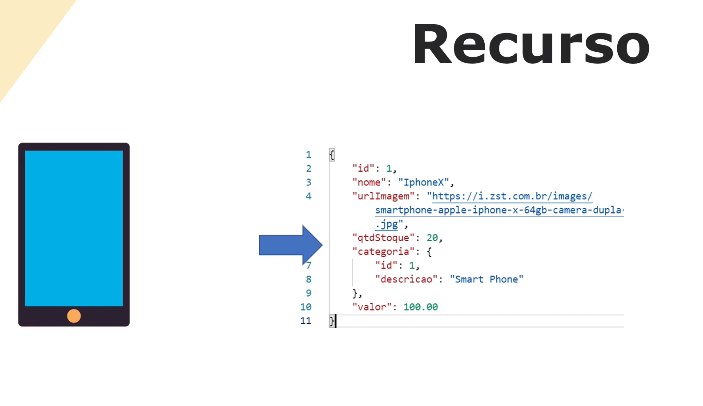 Recurso
1 {
2 "id": 1,
3 "nome": "IphoneX",
4 "urlImagem": "https://i.zst.com.br/images/
smartphone-apple-iphone-x-64gb-camera-dupla-
.jpg",
"qtdStoque": 20,
"categoria": {
7 "id": 1,
8 "descricao": "Smart Phone"
9 },
10 "valor": 100.00
11 }